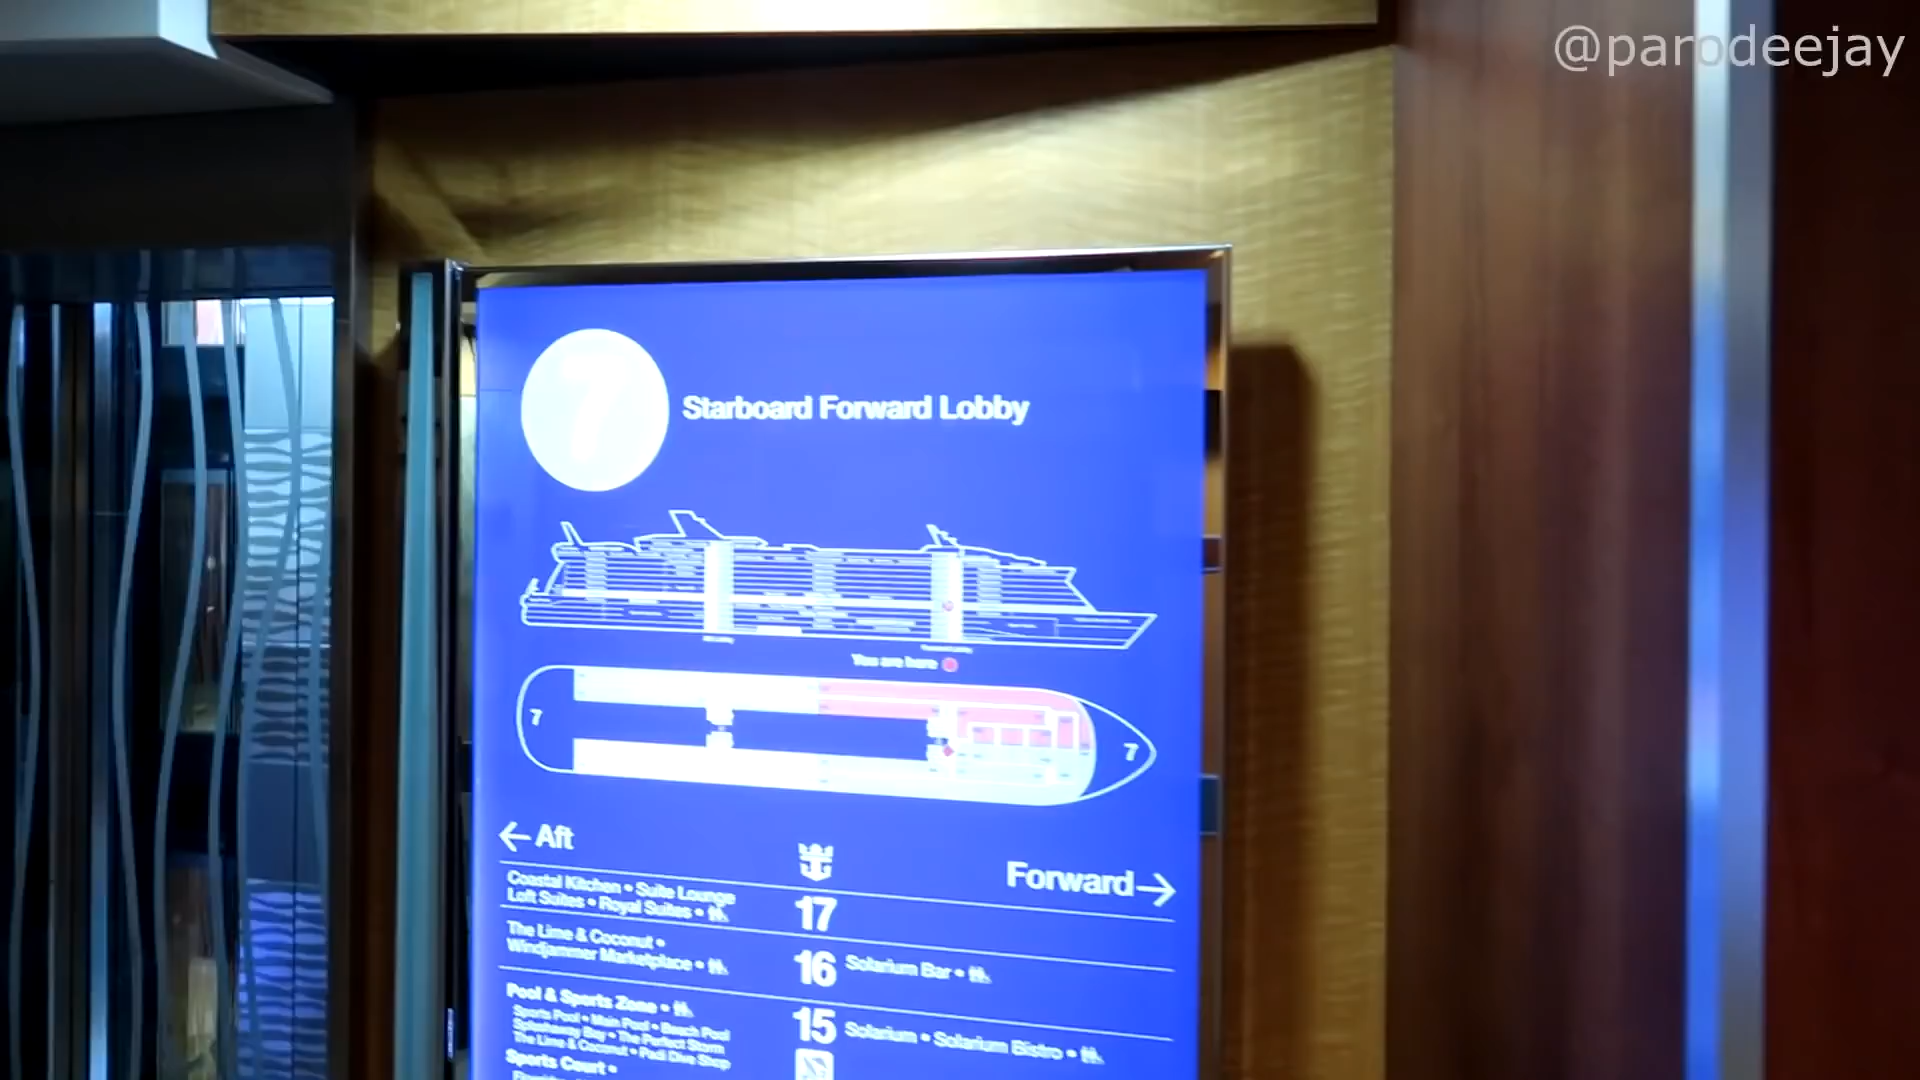 @parodeejay
7
Starboard Forward Lobby
You are here
7
7
← Aft
Forward →
Coastal Kitchen • Suite Lounge
Loft Suites • Royal Suites •
17
The Lime & Coconut •
Windjammer Marketplace •
16
Solarium Bar •
Pool & Sports Zone •
Sports Pool • Main Pool • Beach Pool
Splashaway Bay • The Perfect Storm
The Lime & Coconut • Padi Dive Shop
15
Solarium • Solarium Bistro •
Sports Court •